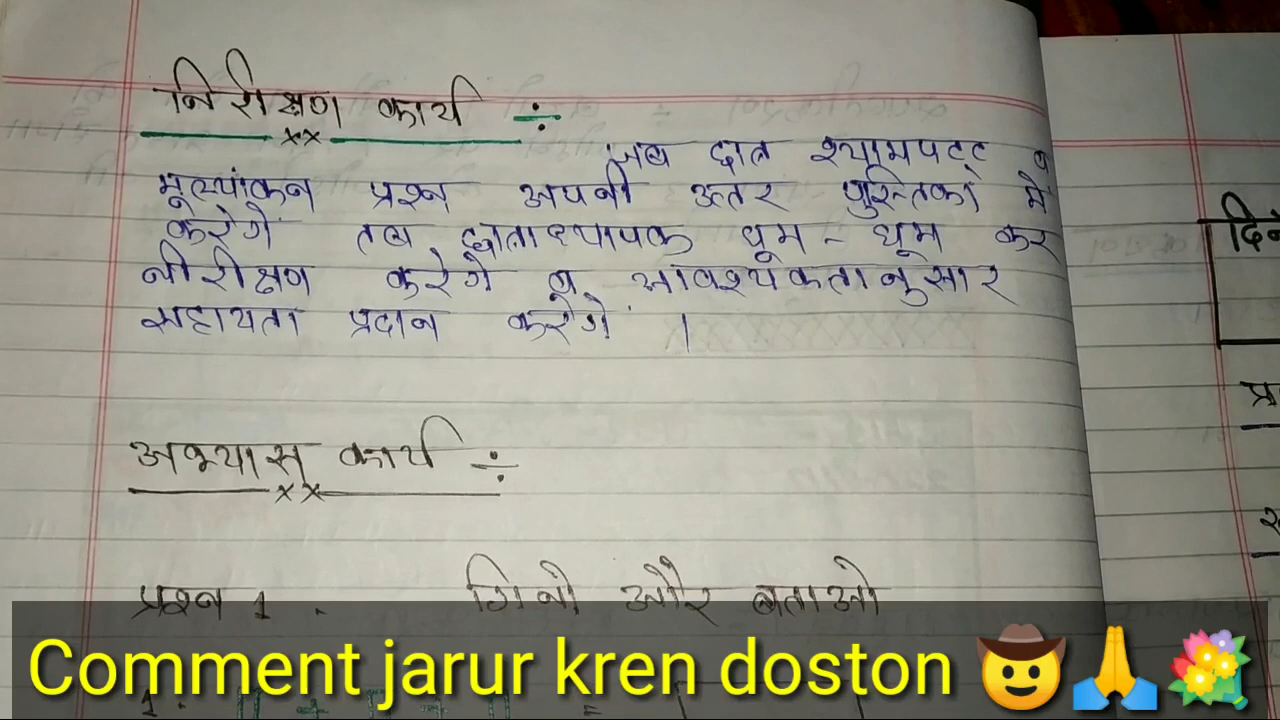 निरीक्षण कार्य ÷
जब छात्र श्यामपट्ट व
मूल्यांकन प्रश्न अपनी उत्तर पुस्तिका में
करेगें तब छात्राध्यापक घूम - घूम कर
नीरीक्षण करेगें व आवश्यकतानुसार
सहायता प्रदान करेगें ।
अभ्यास कार्य ÷
प्रश्न 1. गिनो और बताओ
1.
Comment jarur kren doston 🤠🙏💐